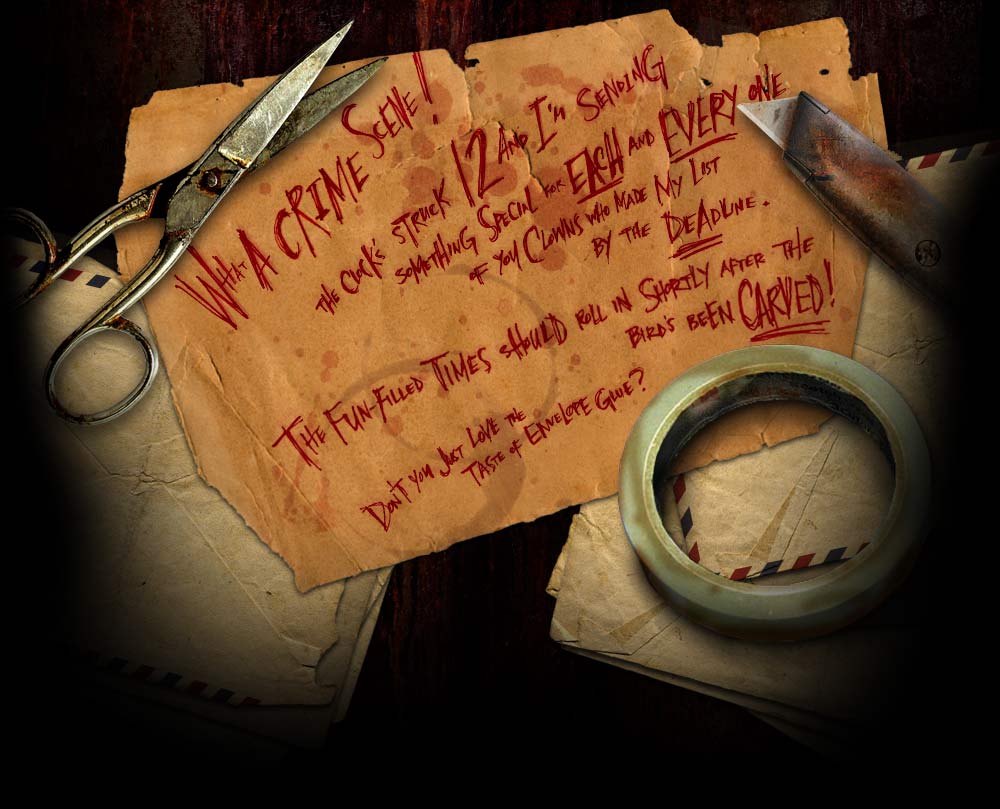 What A CRIME SCENE!
THE CLOCK'S STRUCK 12 AND I'M SENDING
SOMETHING SPECIAL FOR EACH AND EVERY ONE
OF YOU CLOWNS WHO MADE MY LIST
BY THE DEADLINE.
THE FUN-FILLED TIMES SHOULD ROLL IN SHORTLY AFTER THE
BIRD'S BEEN CARVED!
DON'T YOU JUST LOVE THE
TASTE OF ENVELOPE GLUE?